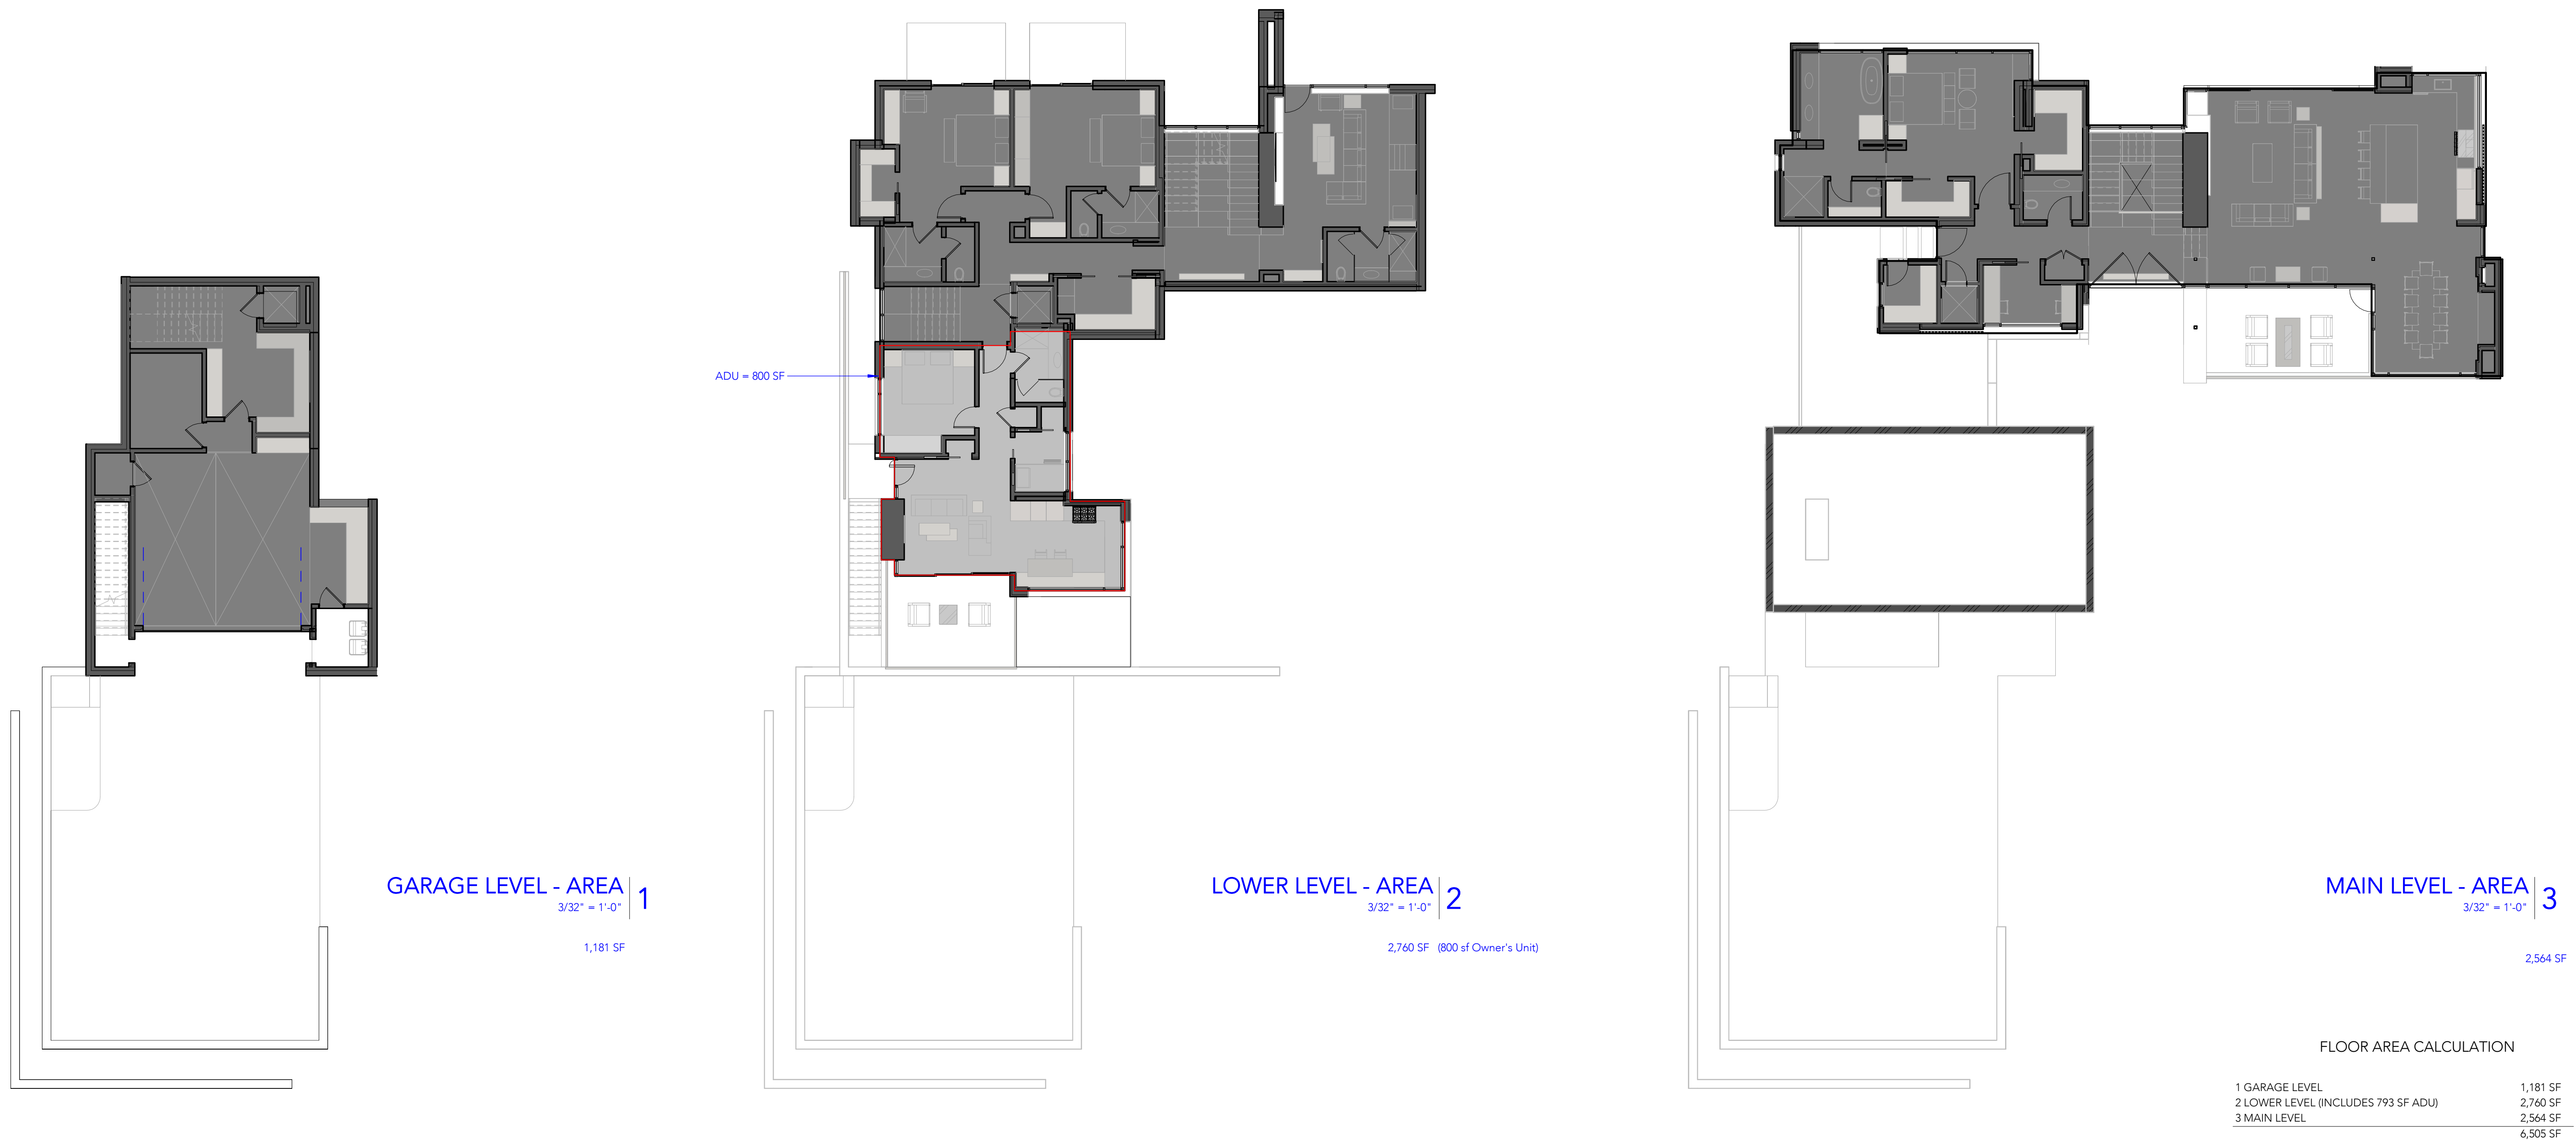 ADU = 800 SF
GARAGE LEVEL - AREA 1
3/32" = 1'-0"
1,181 SF
LOWER LEVEL - AREA 2
3/32" = 1'-0"
2,760 SF (800 sf Owner's Unit)
MAIN LEVEL - AREA 3
3/32" = 1'-0"
2,564 SF
FLOOR AREA CALCULATION
1 GARAGE LEVEL 1,181 SF
2 LOWER LEVEL (INCLUDES 793 SF ADU) 2,760 SF
3 MAIN LEVEL 2,564 SF
6,505 SF